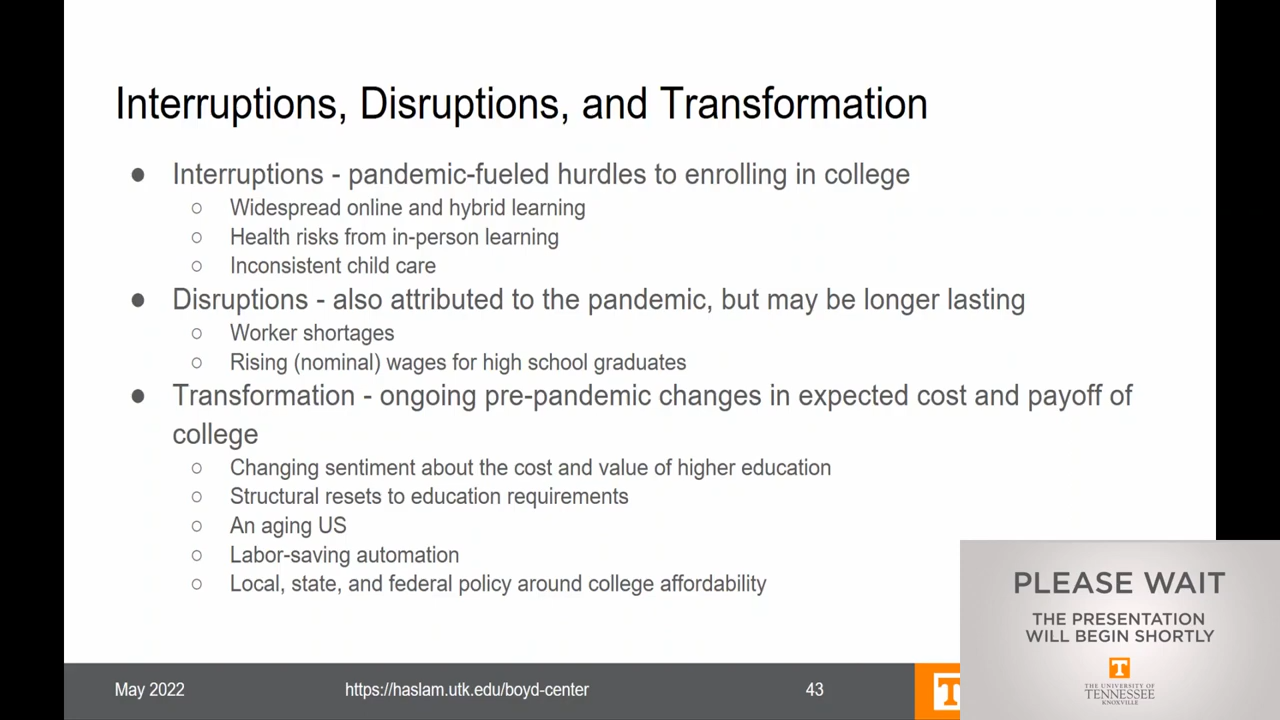 Interruptions, Disruptions, and Transformation
● Interruptions - pandemic-fueled hurdles to enrolling in college
○ Widespread online and hybrid learning
○ Health risks from in-person learning
○ Inconsistent child care
● Disruptions - also attributed to the pandemic, but may be longer lasting
○ Worker shortages
○ Rising (nominal) wages for high school graduates
● Transformation - ongoing pre-pandemic changes in expected cost and payoff of
college
○ Changing sentiment about the cost and value of higher education
○ Structural resets to education requirements
○ An aging US
○ Labor-saving automation
○ Local, state, and federal policy around college affordability
May 2022
https://haslam.utk.edu/boyd-center
43
T
PLEASE WAIT
THE PRESENTATION
WILL BEGIN SHORTLY
T
THE UNIVERSITY OF
TENNESSEE
KNOXVILLE